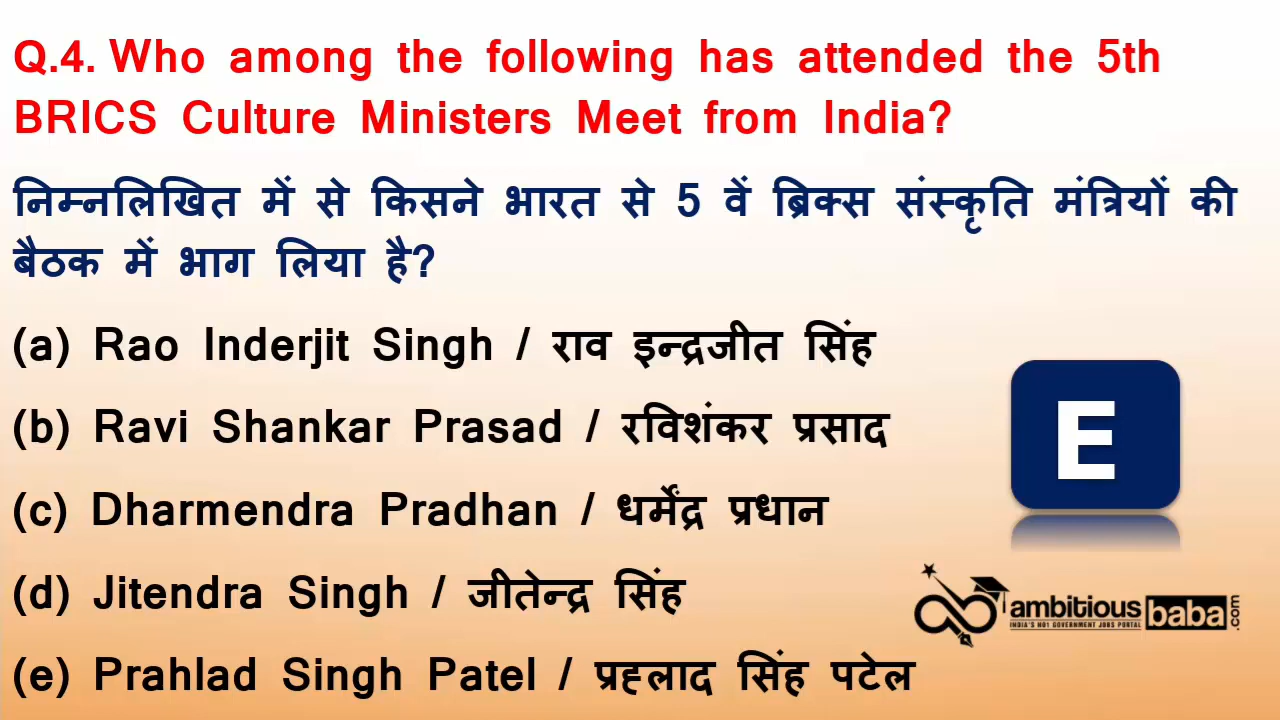 Q.4. Who among the following has attended the 5th
BRICS Culture Ministers Meet from India?
निम्नलिखित में से किसने भारत से 5 वें ब्रिक्स संस्कृति मंत्रियों की
बैठक में भाग लिया है?
(a) Rao Inderjit Singh / राव इन्द्रजीत सिंह
(b) Ravi Shankar Prasad / रविशंकर प्रसाद
(c) Dharmendra Pradhan / धर्मेंद्र प्रधान
(d) Jitendra Singh / जीतेन्द्र सिंह
(e) Prahlad Singh Patel / प्रह्लाद सिंह पटेल
E
ambitiousbaba.com
INDIA'S NO1 GOVERNMENT JOBS PORTAL